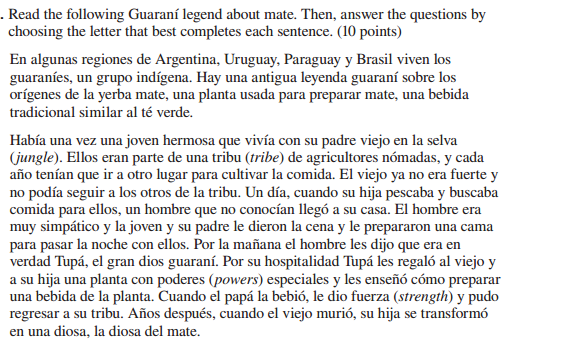 . Read the following Guaraní legend about mate. Then, answer the questions by
choosing the letter that best completes each sentence. (10 points)
En algunas regiones de Argentina, Uruguay, Paraguay y Brasil viven los
guaraníes, un grupo indígena. Hay una antigua leyenda guaraní sobre los
orígenes de la yerba mate, una planta usada para preparar mate, una bebida
tradicional similar al té verde.
Había una vez una joven hermosa que vivía con su padre viejo en la selva
(jungle). Ellos eran parte de una tribu (tribe) de agricultores nómadas, y cada
año tenían que ir a otro lugar para cultivar la comida. El viejo ya no era fuerte y
no podía seguir a los otros de la tribu. Un día, cuando su hija pescaba y buscaba
comida para ellos, un hombre que no conocían llegó a su casa. El hombre era
muy simpático y la joven y su padre le dieron la cena y le prepararon una cama
para pasar la noche con ellos. Por la mañana el hombre les dijo que era en
verdad Tupá, el gran dios guaraní. Por su hospitalidad Tupá les regaló al viejo y
a su hija una planta con poderes (powers) especiales y les enseñó cómo preparar
una bebida de la planta. Cuando el papá la bebió, le dio fuerza (strength) y pudo
regresar a su tribu. Años después, cuando el viejo murió, su hija se transformó
en una diosa, la diosa del mate.